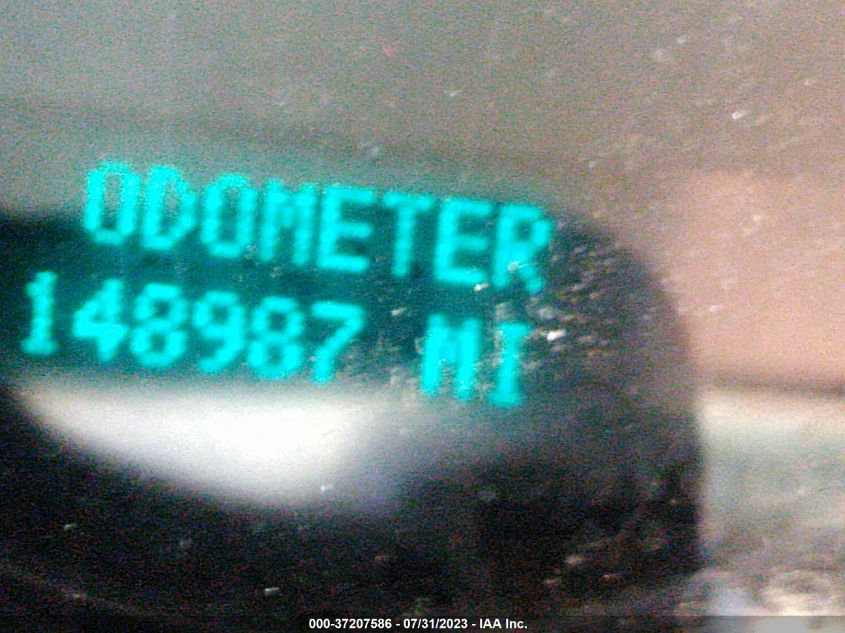 ODOMETER
148987 MI
000-37207586 - 07/31/2023 - IAA Inc.